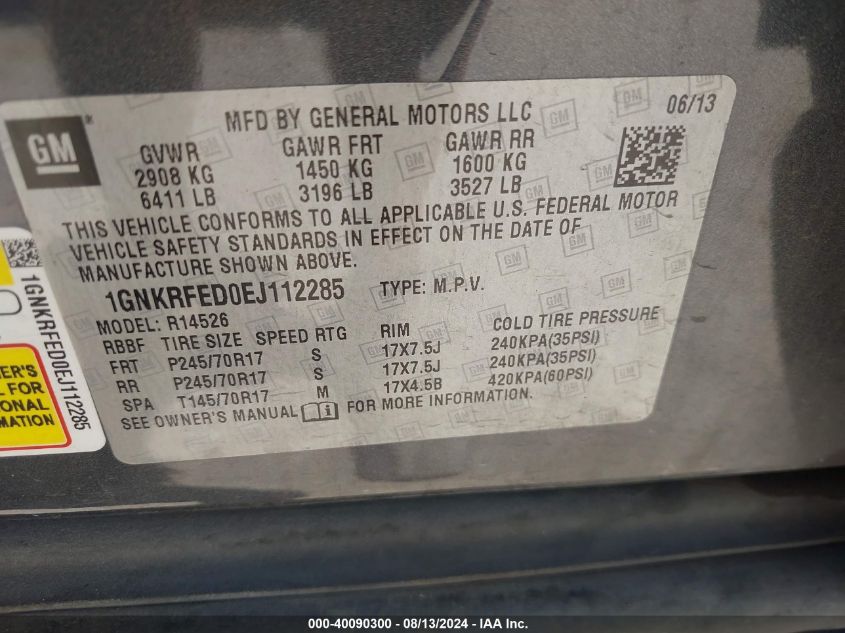 MFD BY GENERAL MOTORS LLC 06/13
GM
GVWR GAWR FRT GAWR RR
2908 KG 1450 KG 1600 KG
6411 LB 3196 LB 3527 LB
THIS VEHICLE CONFORMS TO ALL APPLICABLE U.S. FEDERAL MOTOR
VEHICLE SAFETY STANDARDS IN EFFECT ON THE DATE OF
MANUFACTURE SHOWN ABOVE.
1GNKRFED0EJ112285 TYPE: M.P.V.
MODEL: R14526
RBBF TIRE SIZE SPEED RTG RIM COLD TIRE PRESSURE
FRT P245/70R17 S 17X7.5J 240KPA(35PSI)
RR P245/70R17 S 17X7.5J 240KPA(35PSI)
SPA T145/70R17 M 17X4.5B 420KPA(60PSI)
SEE OWNER'S MANUAL FOR MORE INFORMATION.
1GNKRFED0EJ112285
ER'S
L FOR
ONAL
MATION
000-40090300 - 08/13/2024 - IAA Inc.